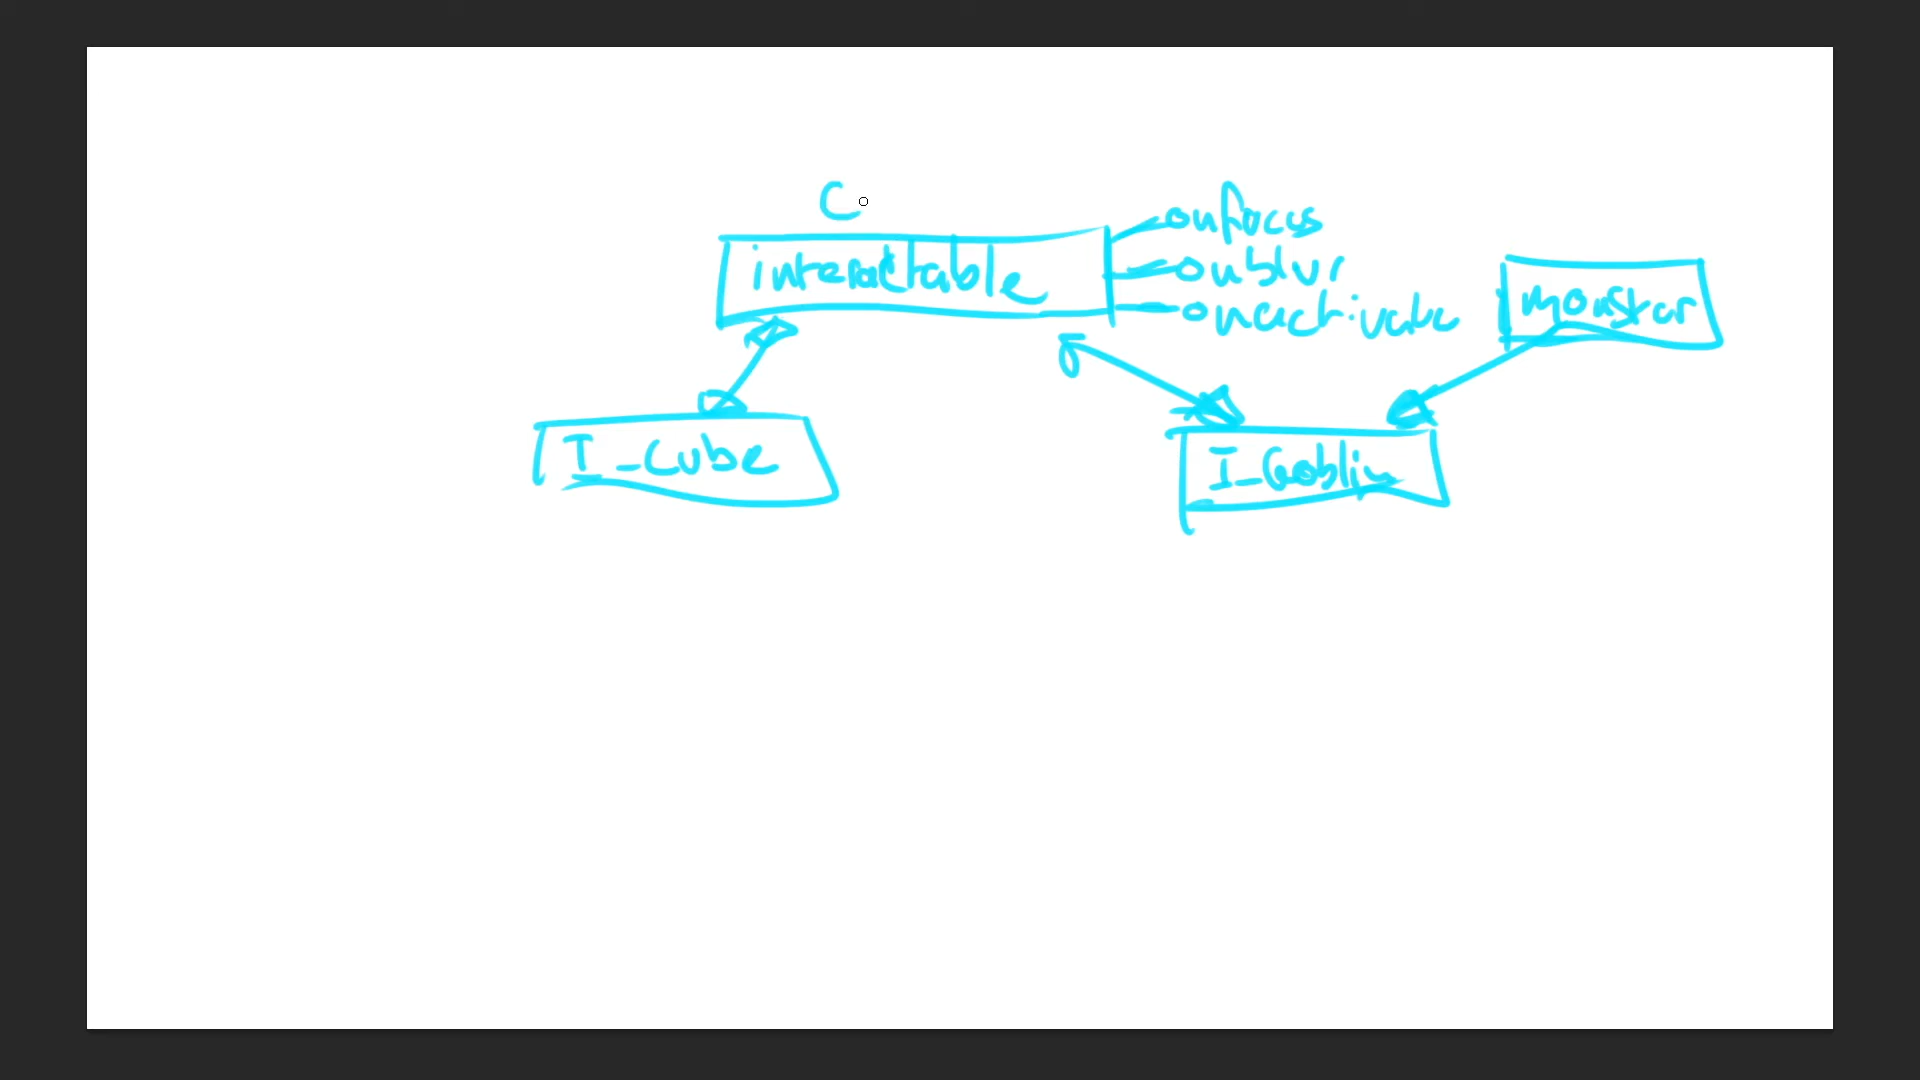 C
interactable
onfocus
onblur
onactivate
monster
I_Cube
I_Goblin